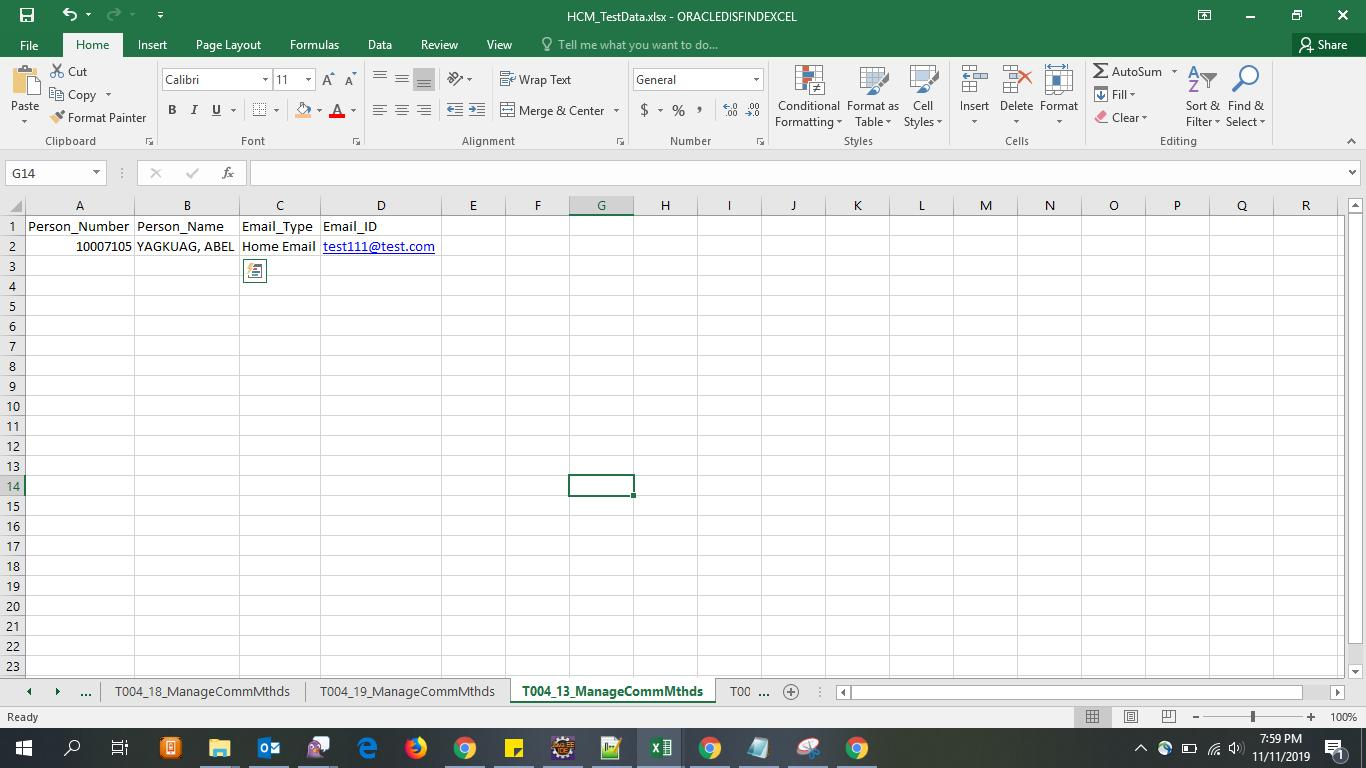 HCM_TestData.xlsx - ORACLEDISFINDEXCEL
File Home Insert Page Layout Formulas Data Review View Tell me what you want to do... Share
Paste Cut Copy Format Painter Clipboard
Calibri 11 B I U A A A Font
Wrap Text Merge & Center Alignment
General $ % , .00 .0 Number
Conditional Formatting Format as Table Cell Styles Styles
Insert Delete Format Cells
AutoSum Fill Clear Sort & Filter Find & Select Editing
G14 fx
A B C D E F G H I J K L M N O P Q R
1 Person_Number Person_Name Email_Type Email_ID
2 10007105 YAGKUAG, ABEL Home Email test111@test.com
3
4
5
6
7
8
9
10
11
12
13
14
15
16
17
18
19
20
21
22
23
... T004_18_ManageCommMthds T004_19_ManageCommMthds T004_13_ManageCommMthds T00 ...
Ready 100%
7:59 PM
11/11/2019
1